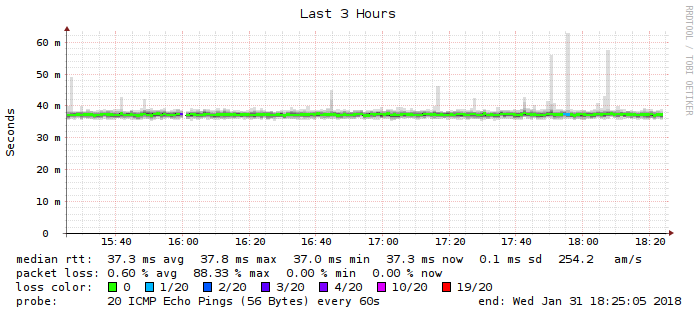 Last 3 Hours
RRDTOOL / TOBI OETIKER
Seconds
60 m
50 m
40 m
30 m
20 m
10 m
0
15:40 16:00 16:20 16:40 17:00 17:20 17:40 18:00 18:20
median rtt: 37.3 ms avg 37.8 ms max 37.0 ms min 37.3 ms now 0.1 ms sd 254.2 am/s
packet loss: 0.60 % avg 88.33 % max 0.00 % min 0.00 % now
loss color: 0 1/20 2/20 3/20 4/20 10/20 19/20
probe: 20 ICMP Echo Pings (56 Bytes) every 60s end: Wed Jan 31 18:25:05 2018